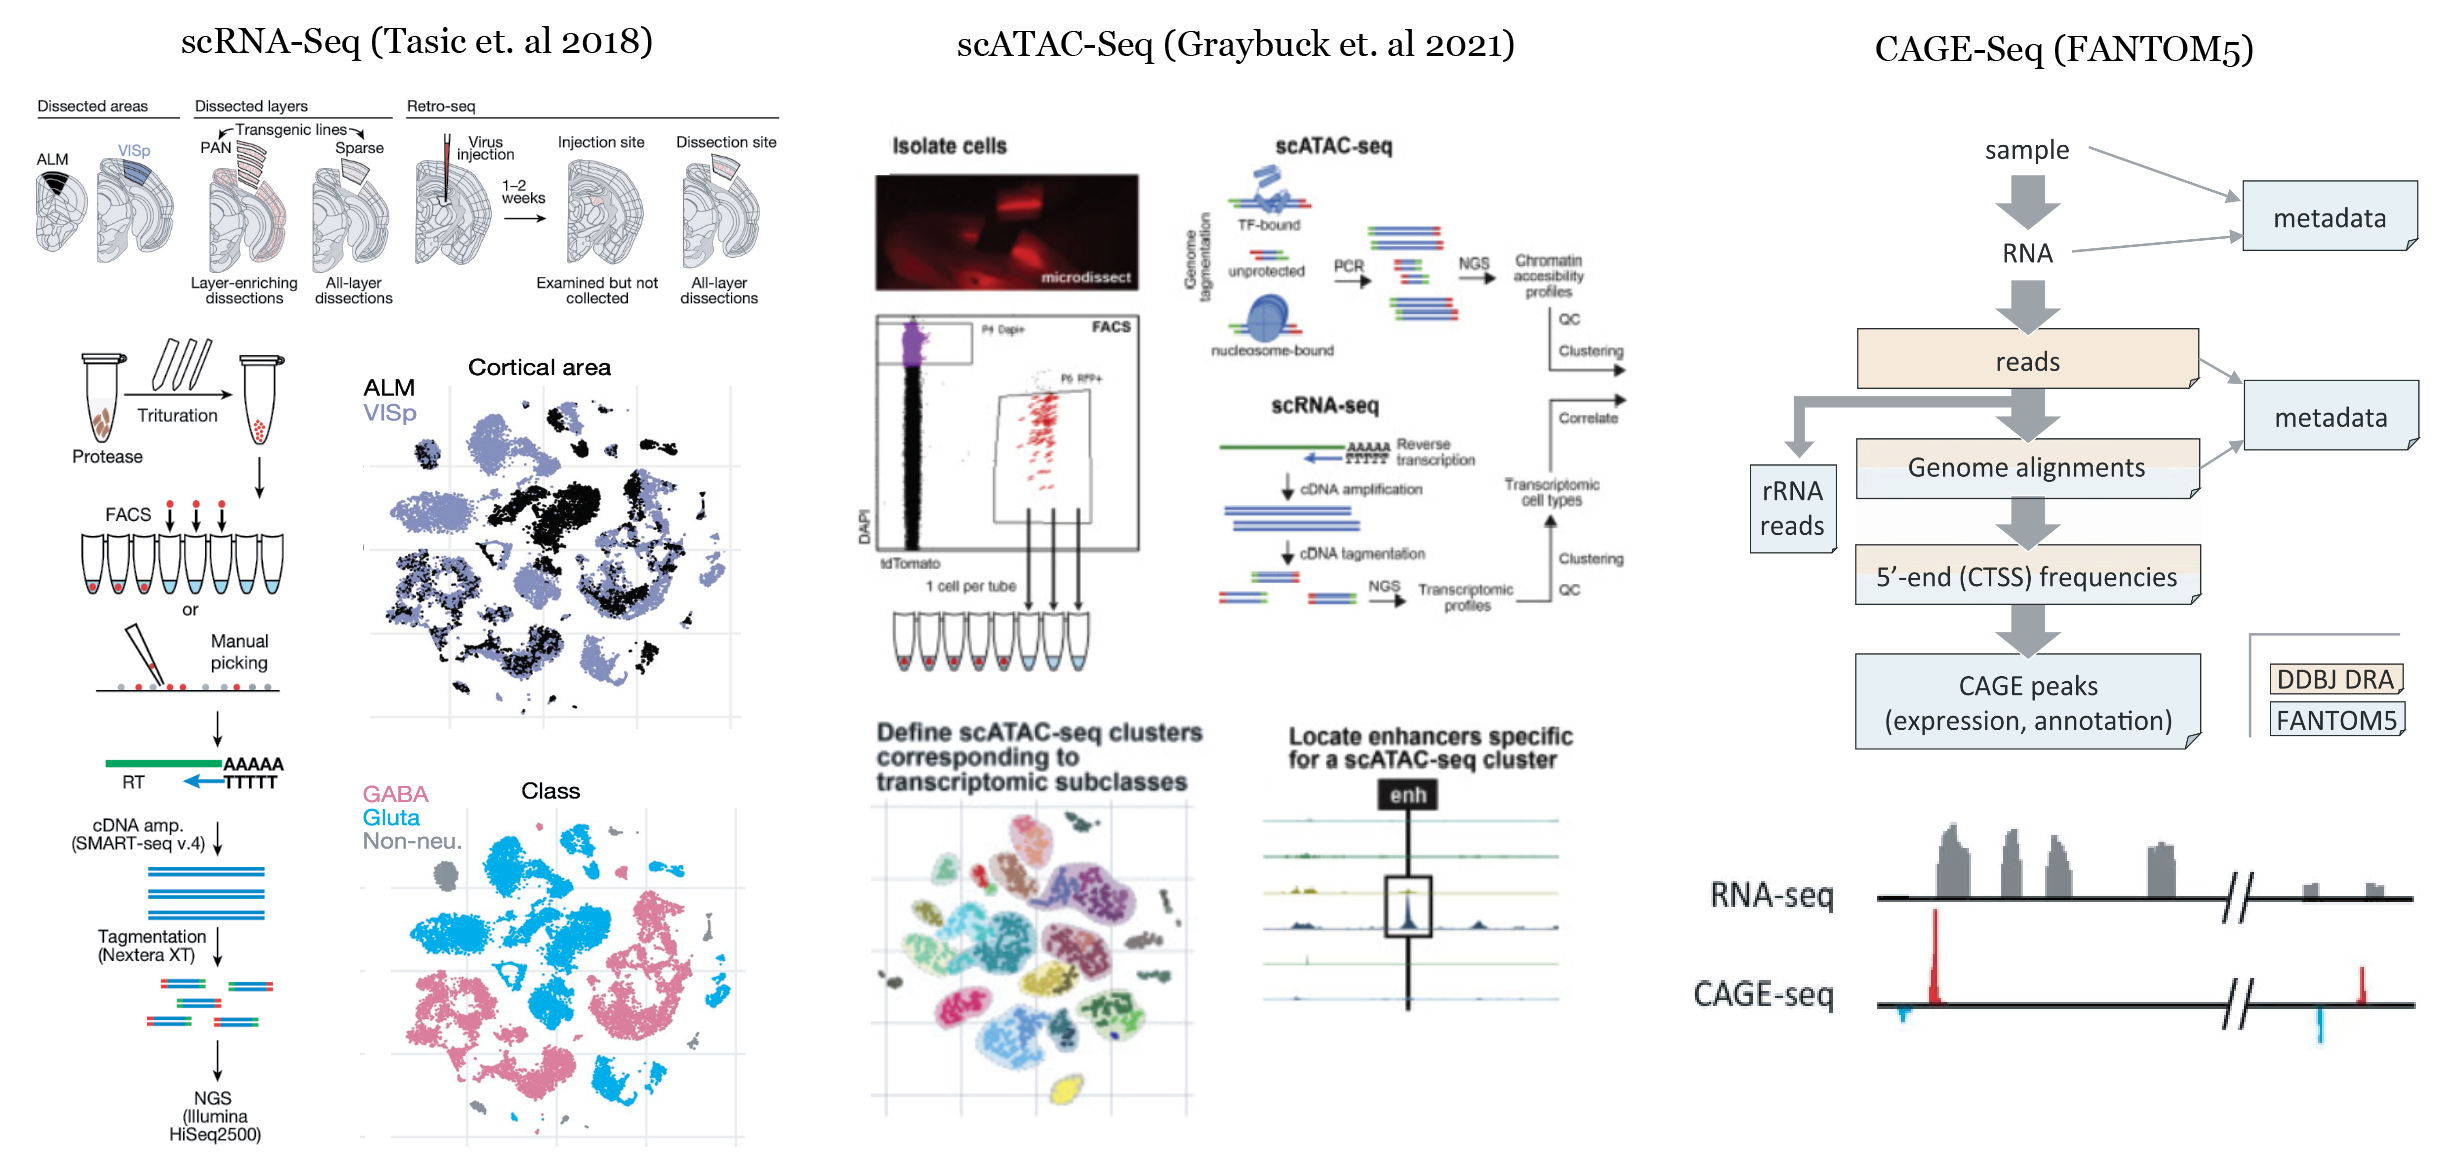 scRNA-Seq (Tasic et. al 2018)
Dissected areas
Dissected layers
Retro-seq
Transgenic lines
PAN
Sparse
ALM
VISp
Virus
injection
Injection site
Dissection site
1–2
weeks
Layer-enriching
dissections
All-layer
dissections
Examined but not
collected
All-layer
dissections
Trituration
Protease
FACS
or
Manual
picking
AAAAA
RT
TTTTT
cDNA amp.
(SMART-seq v.4)
Tagmentation
(Nextera XT)
NGS
(Illumina
HiSeq2500)
Cortical area
ALM
VISp
Class
GABA
Gluta
Non-neu.
scATAC-Seq (Graybuck et. al 2021)
Isolate cells
microdissect
FACS
P4 Dapi+
P6 RFP+
DAPI
tdTomato
1 cell per tube
scATAC-seq
Genome
tagmentation
TF-bound
unprotected
nucleosome-bound
PCR
NGS
Chromatin
accesibility
profiles
QC
Clustering
scRNA-seq
AAAAA
TTTTT
Reverse
transcription
cDNA amplification
cDNA tagmentation
NGS
Transcriptomic
profiles
QC
Clustering
Transcriptomic
cell types
Correlate
Define scATAC-seq clusters
corresponding to
transcriptomic subclasses
Locate enhancers specific
for a scATAC-seq cluster
enh
CAGE-Seq (FANTOM5)
sample
metadata
RNA
reads
metadata
Genome alignments
rRNA
reads
5’-end (CTSS) frequencies
CAGE peaks
(expression, annotation)
DDBJ DRA
FANTOM5
RNA-seq
CAGE-seq